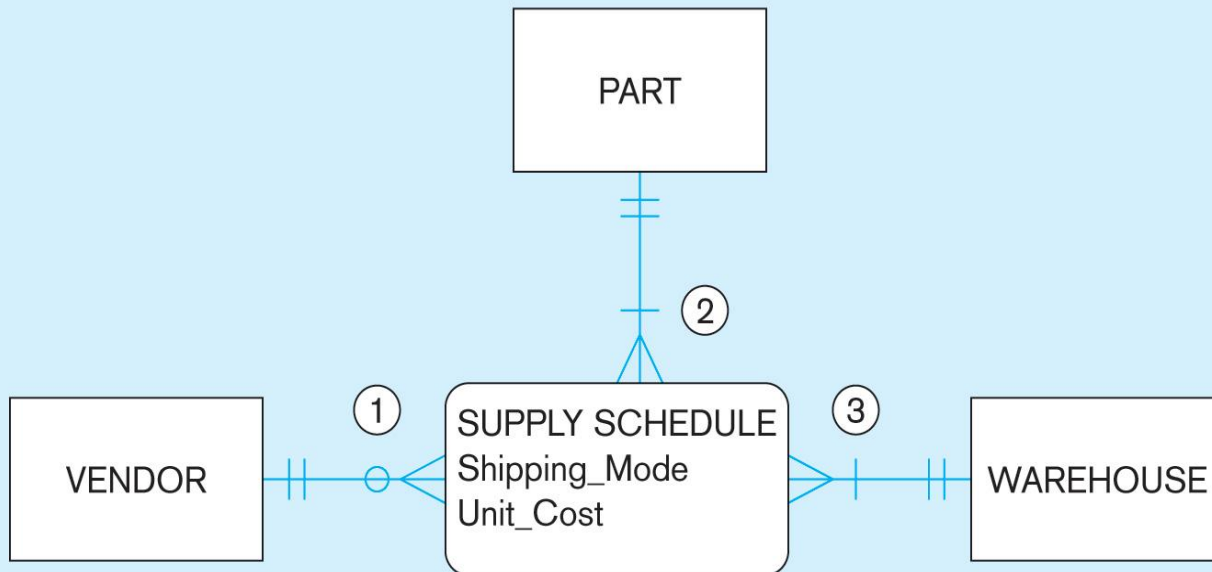 PART
2
1
3
VENDOR
SUPPLY SCHEDULE
Shipping_Mode
Unit_Cost
WAREHOUSE